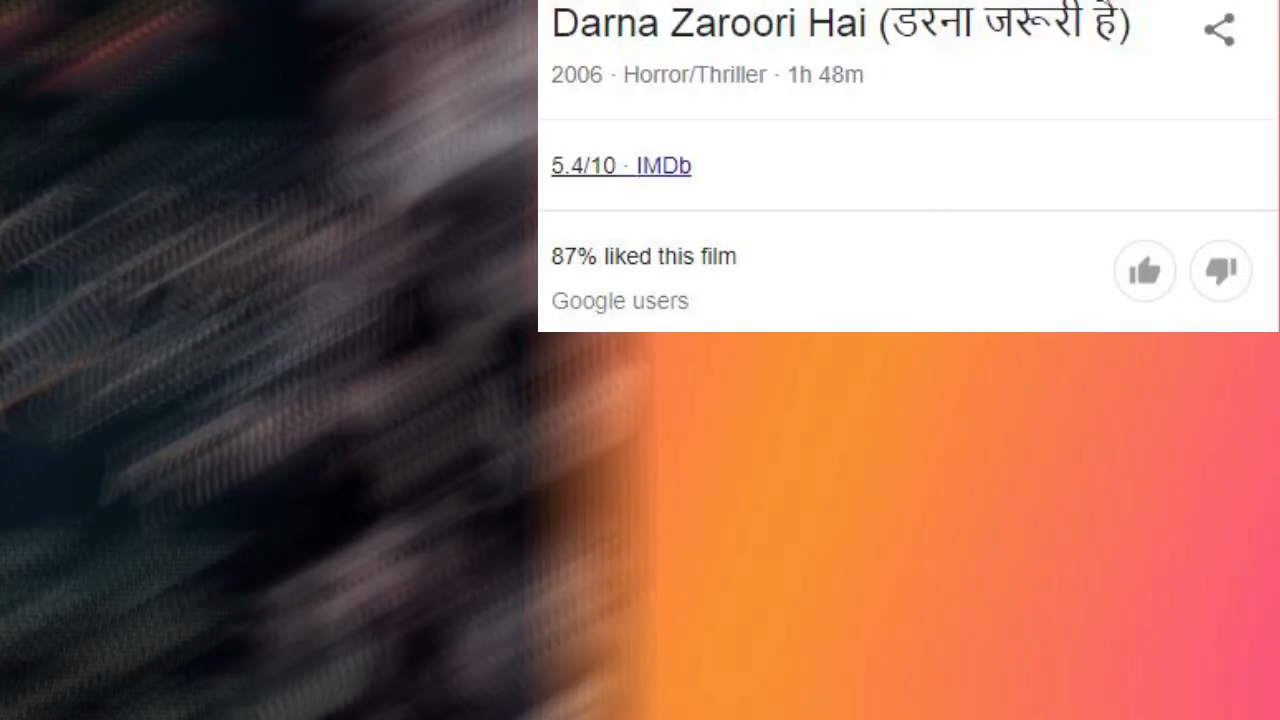 Darna Zaroori Hai (डरना जरूरी है)
2006 · Horror/Thriller · 1h 48m
5.4/10 · IMDb
87% liked this film
Google users